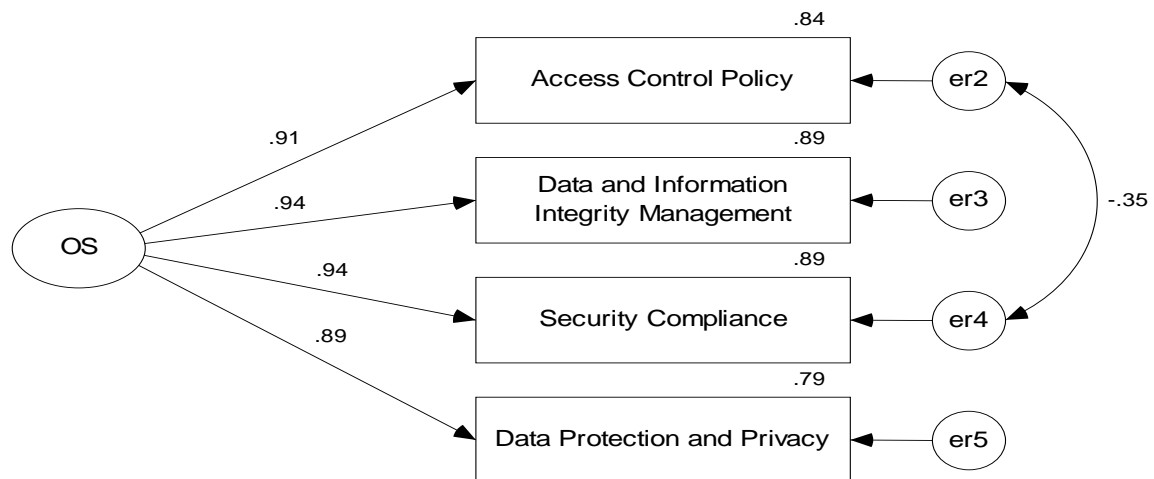 .84
Access Control Policy
er2
.91
.89
Data and Information
Integrity Management
er3
-.35
.94
OS
.89
.94
Security Compliance
er4
.89
.79
Data Protection and Privacy
er5